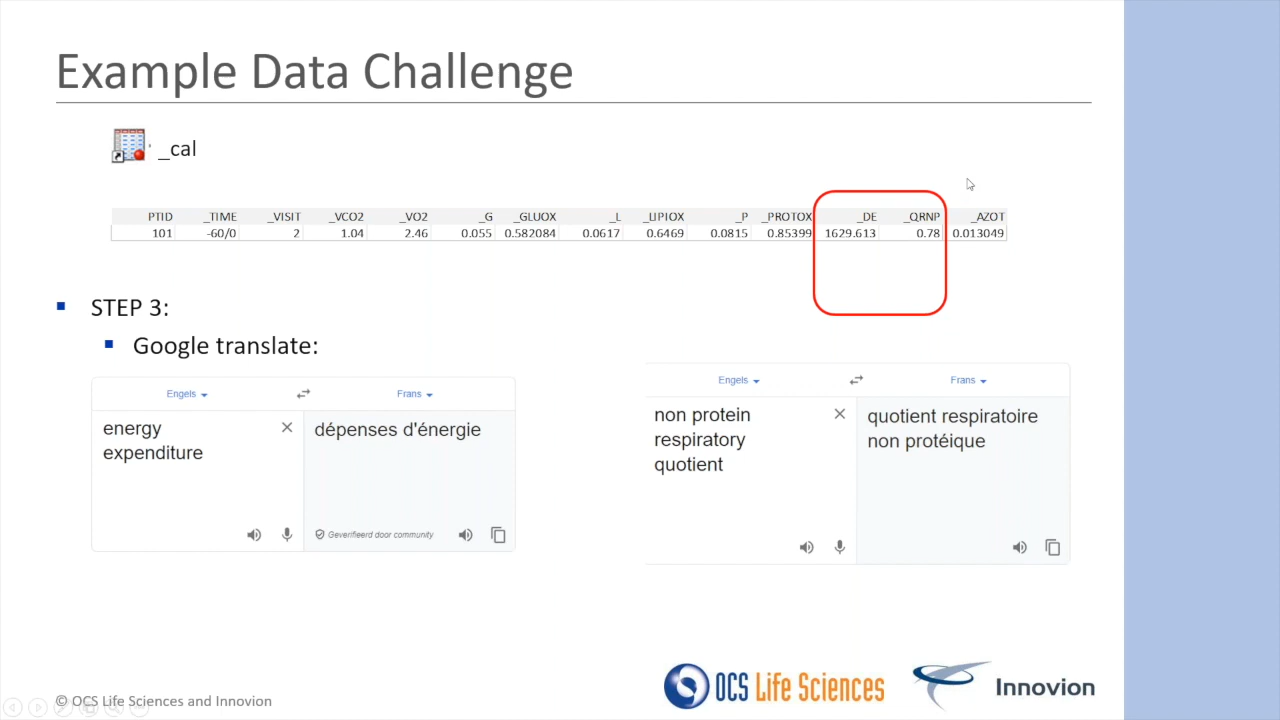 Example Data Challenge
_cal
PTID _TIME _VISIT _VCO2 _VO2 _G _GLUOX _L _LIPIOX _P _PROTOX _DE _QRNP _AZOT
101 -60/0 2 1.04 2.46 0.055 0.582084 0.0617 0.6469 0.0815 0.85399 1629.613 0.78 0.013049
STEP 3:
Google translate:
Engels Frans
energy
expenditure
dépenses d'énergie
Geverifieerd door community
Engels Frans
non protein
respiratory
quotient
quotient respiratoire
non protéique
OCS Life Sciences
Innovion
© OCS Life Sciences and Innovion